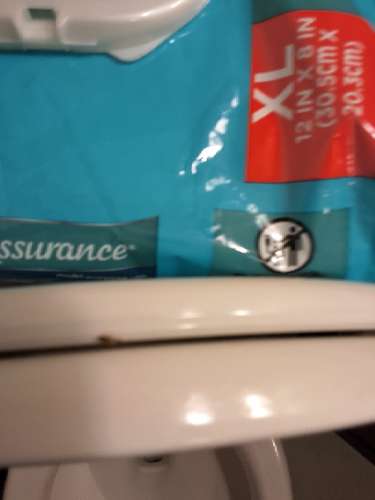 XL
12 IN X 8 IN
(30.5cm x
20.3cm)
ssurance®